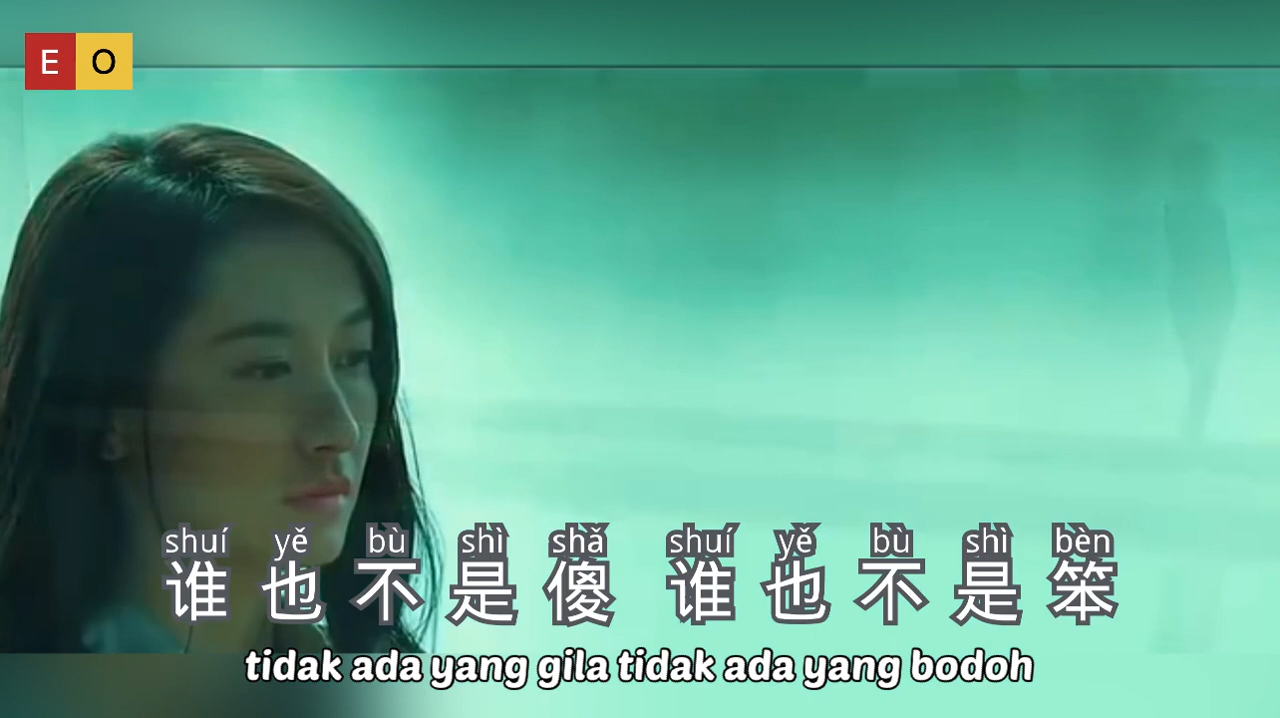 E O
shuí yě bù shì shǎ shuí yě bù shì bèn
谁也不是傻 谁也不是笨
tidak ada yang gila tidak ada yang bodoh